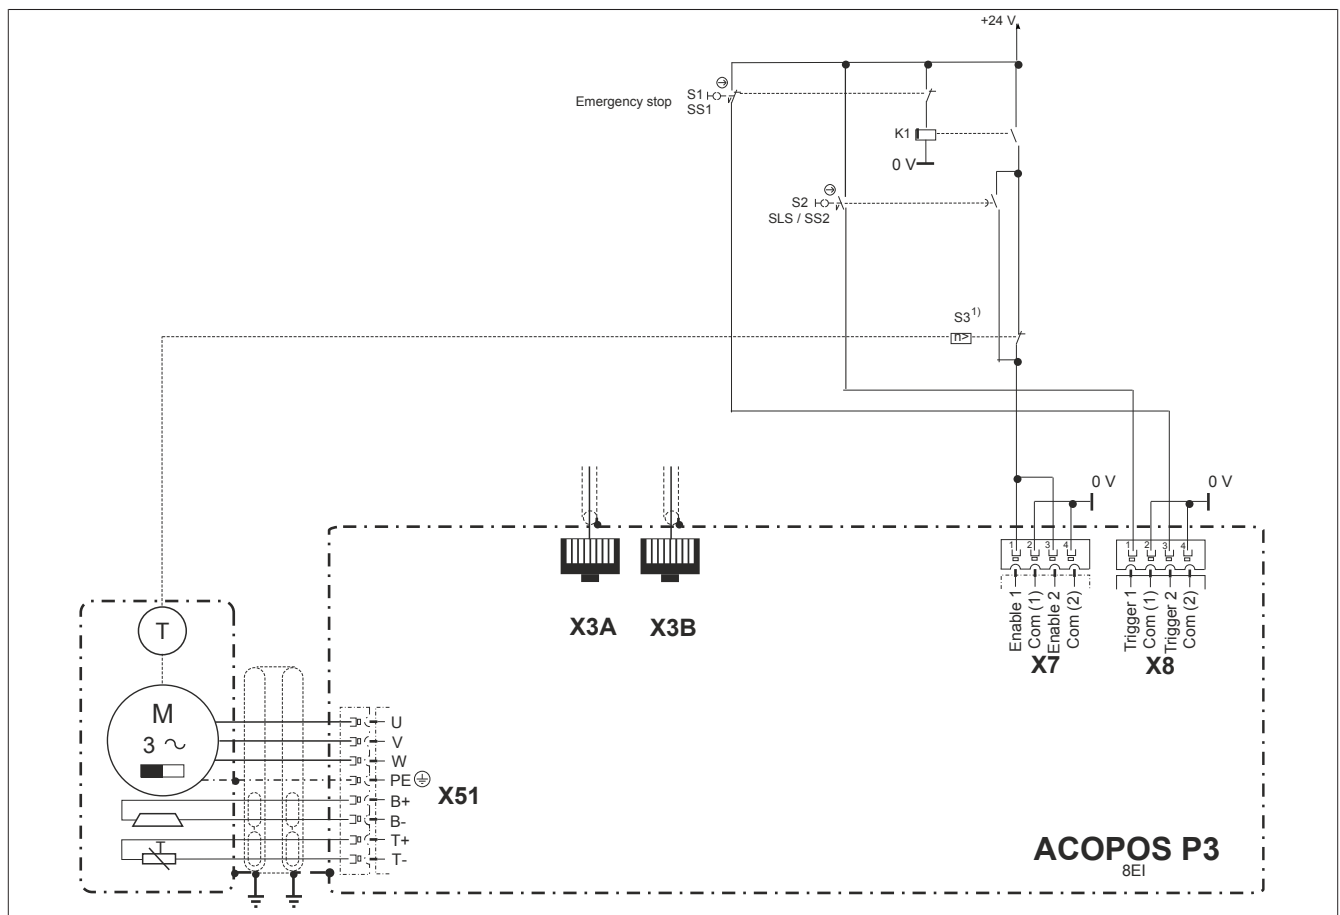 +24 V
Emergency stop
S1
SS1
K1
0 V
S2
SLS / SS2
S3 1)
n>
0 V
0 V
1 2 3 4
1 2 3 4
Enable 1
Com (1)
Enable 2
Com (2)
Trigger 1
Com (1)
Trigger 2
Com (2)
X3A
X3B
X7
X8
T
M
3 ~
U
V
W
PE
B+
B-
T+
T-
X51
T
ACOPOS P3
8EI